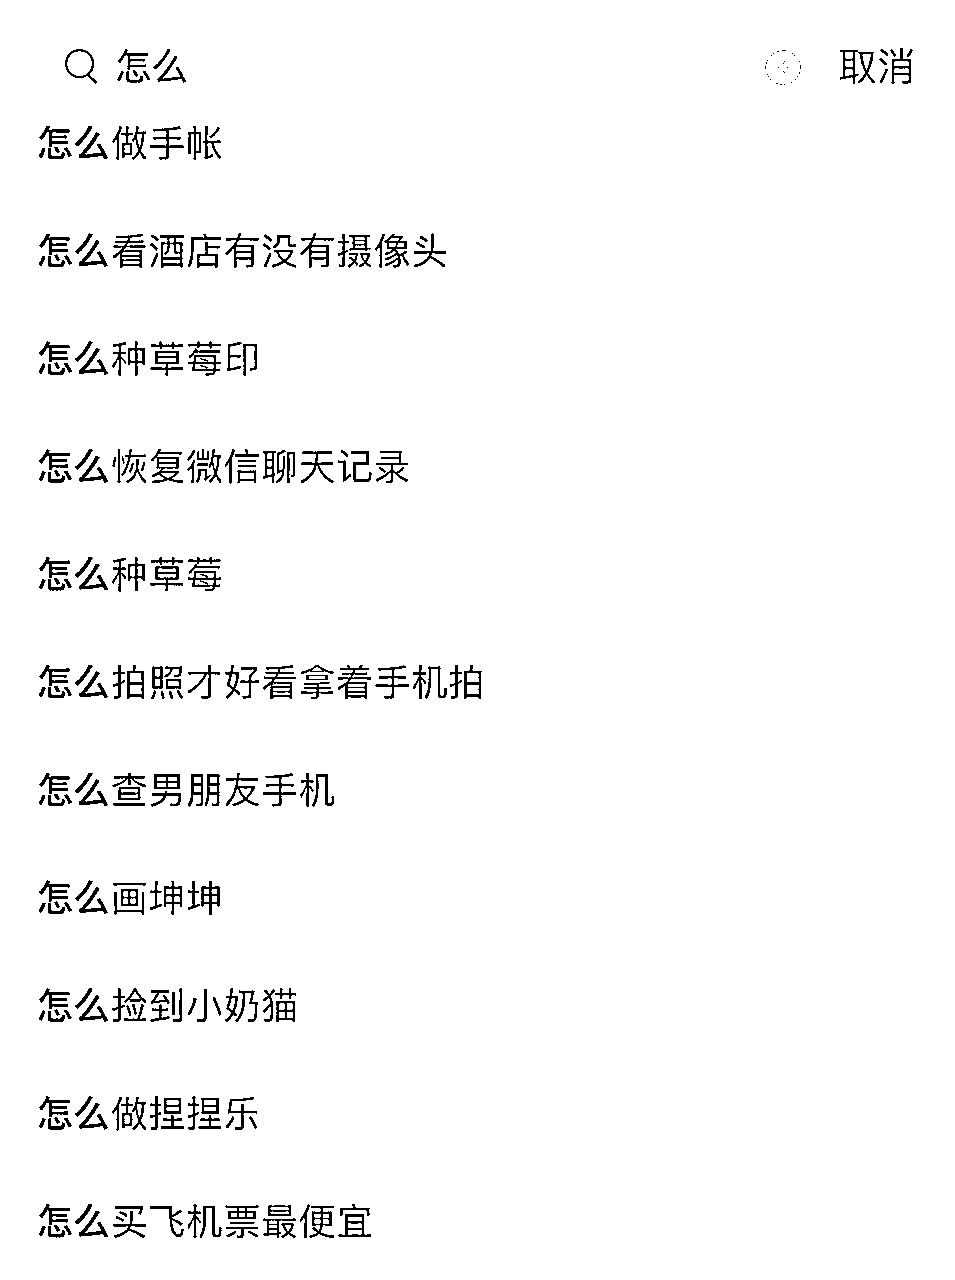 怎么 取消
怎么做手帐
怎么看酒店有没有摄像头
怎么种草莓印
怎么恢复微信聊天记录
怎么种草莓
怎么拍照才好看拿着手机拍
怎么查男朋友手机
怎么画坤坤
怎么捡到小奶猫
怎么做捏捏乐
怎么买飞机票最便宜